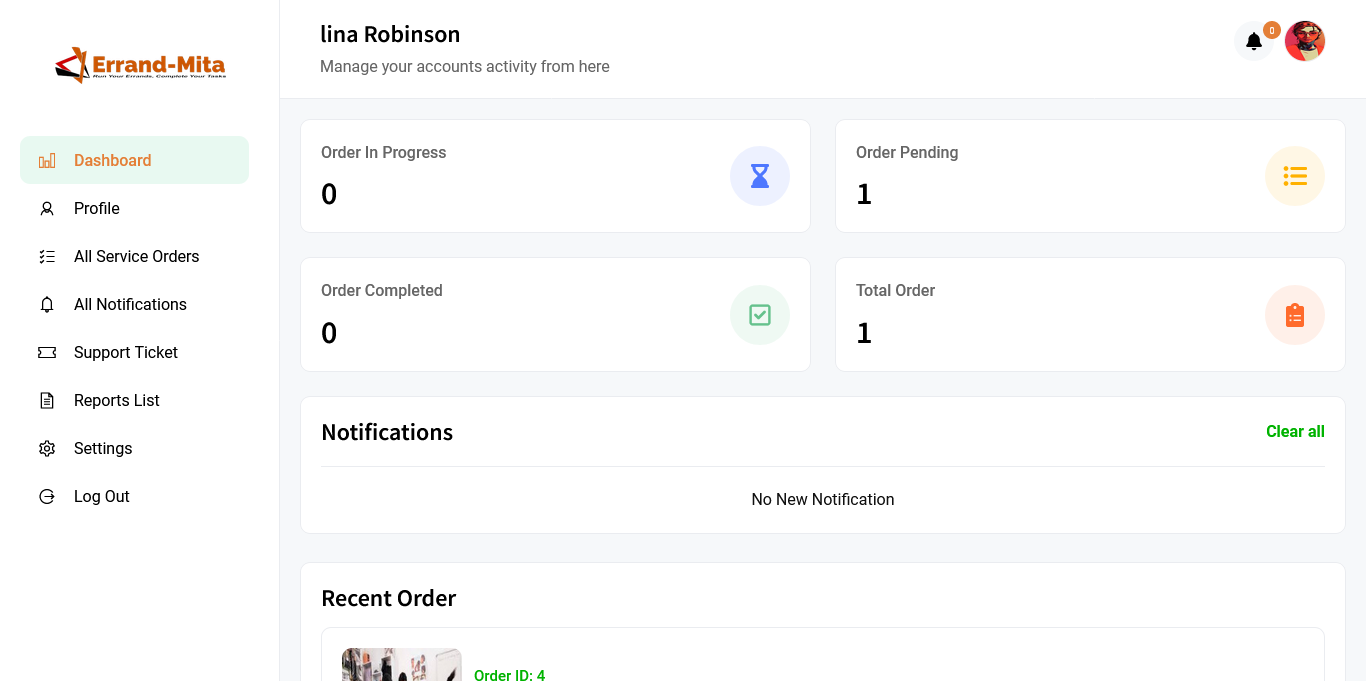 Errand-Mita
Run Your Errands, Complete Your Tasks
Dashboard
Profile
All Service Orders
All Notifications
Support Ticket
Reports List
Settings
Log Out
lina Robinson
Manage your accounts activity from here
0
Order In Progress
0
Order Pending
1
Order Completed
0
Total Order
1
Notifications
Clear all
No New Notification
Recent Order
Order ID: 4